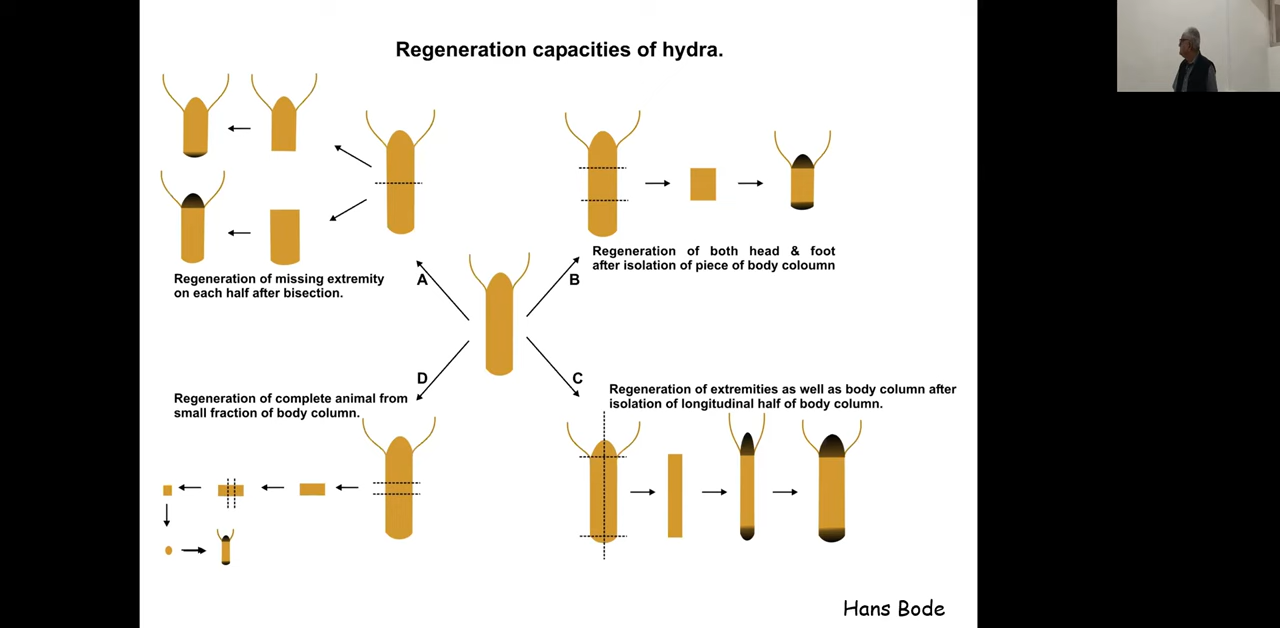 Regeneration capacities of hydra.
Regeneration of missing extremity
on each half after bisection.
A
B
Regeneration of both head & foot
after isolation of piece of body coloumn
D
C
Regeneration of complete animal from
small fraction of body column.
Regeneration of extremities as well as body column after
isolation of longitudinal half of body column.
Hans Bode